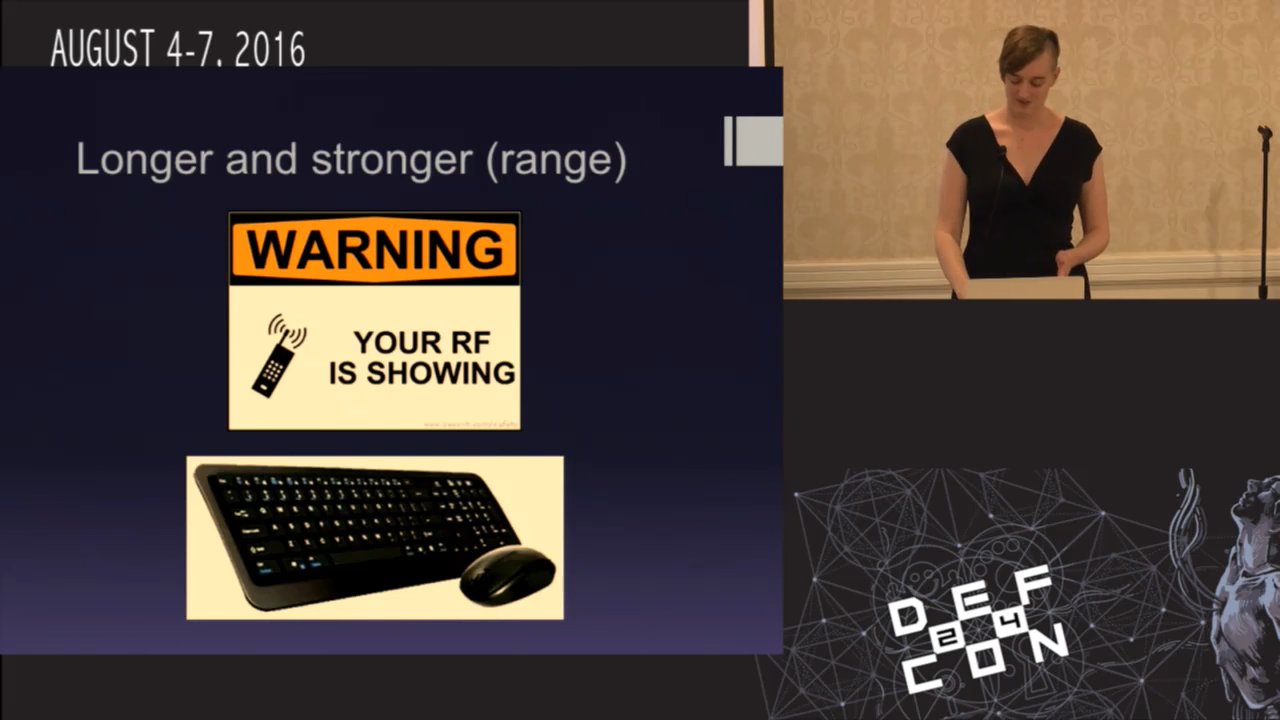 AUGUST 4-7, 2016
Longer and stronger (range)
WARNING
YOUR RF
IS SHOWING
DEF
24
CON